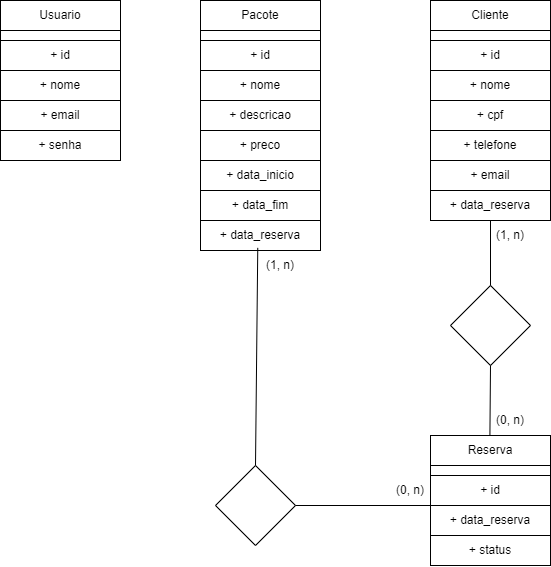 Usuario
+ id
+ nome
+ email
+ senha
Pacote
+ id
+ nome
+ descricao
+ preco
+ data_inicio
+ data_fim
+ data_reserva
(1, n)
Cliente
+ id
+ nome
+ cpf
+ telefone
+ email
+ data_reserva
(1, n)
(0, n)
Reserva
(0, n)
+ id
+ data_reserva
+ status